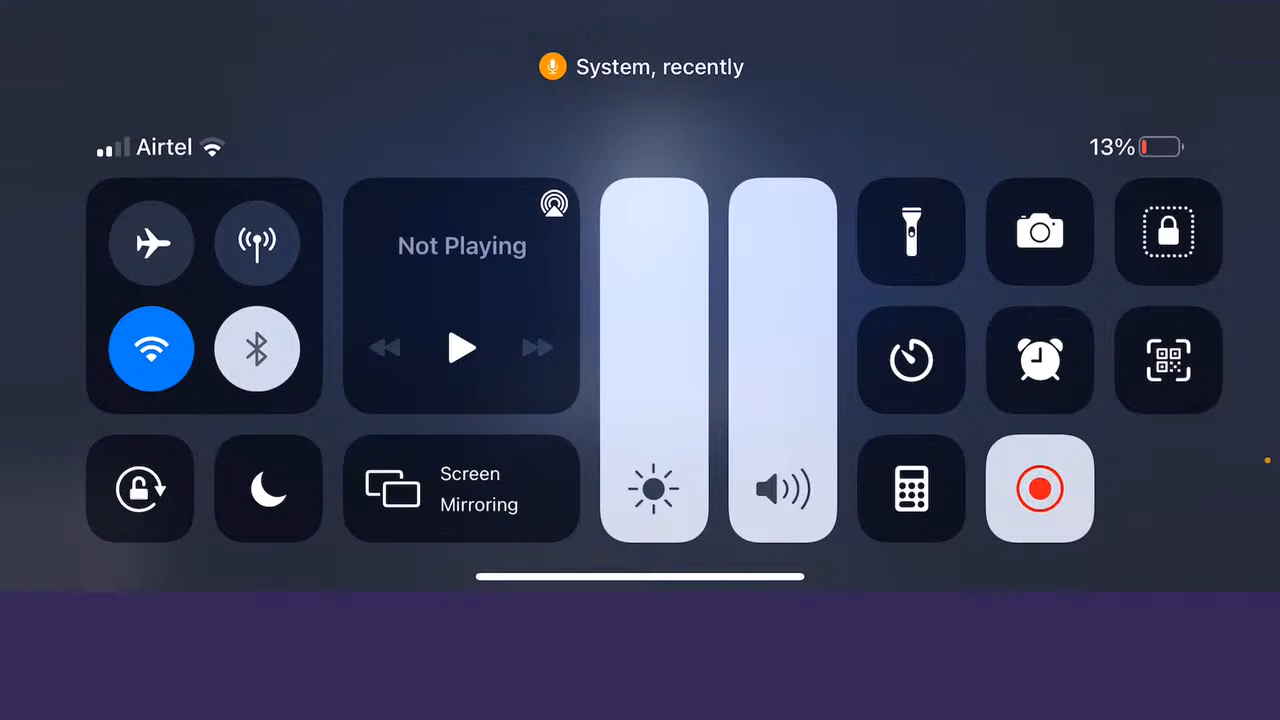 System, recently
Airtel
13%
Not Playing
Screen
Mirroring